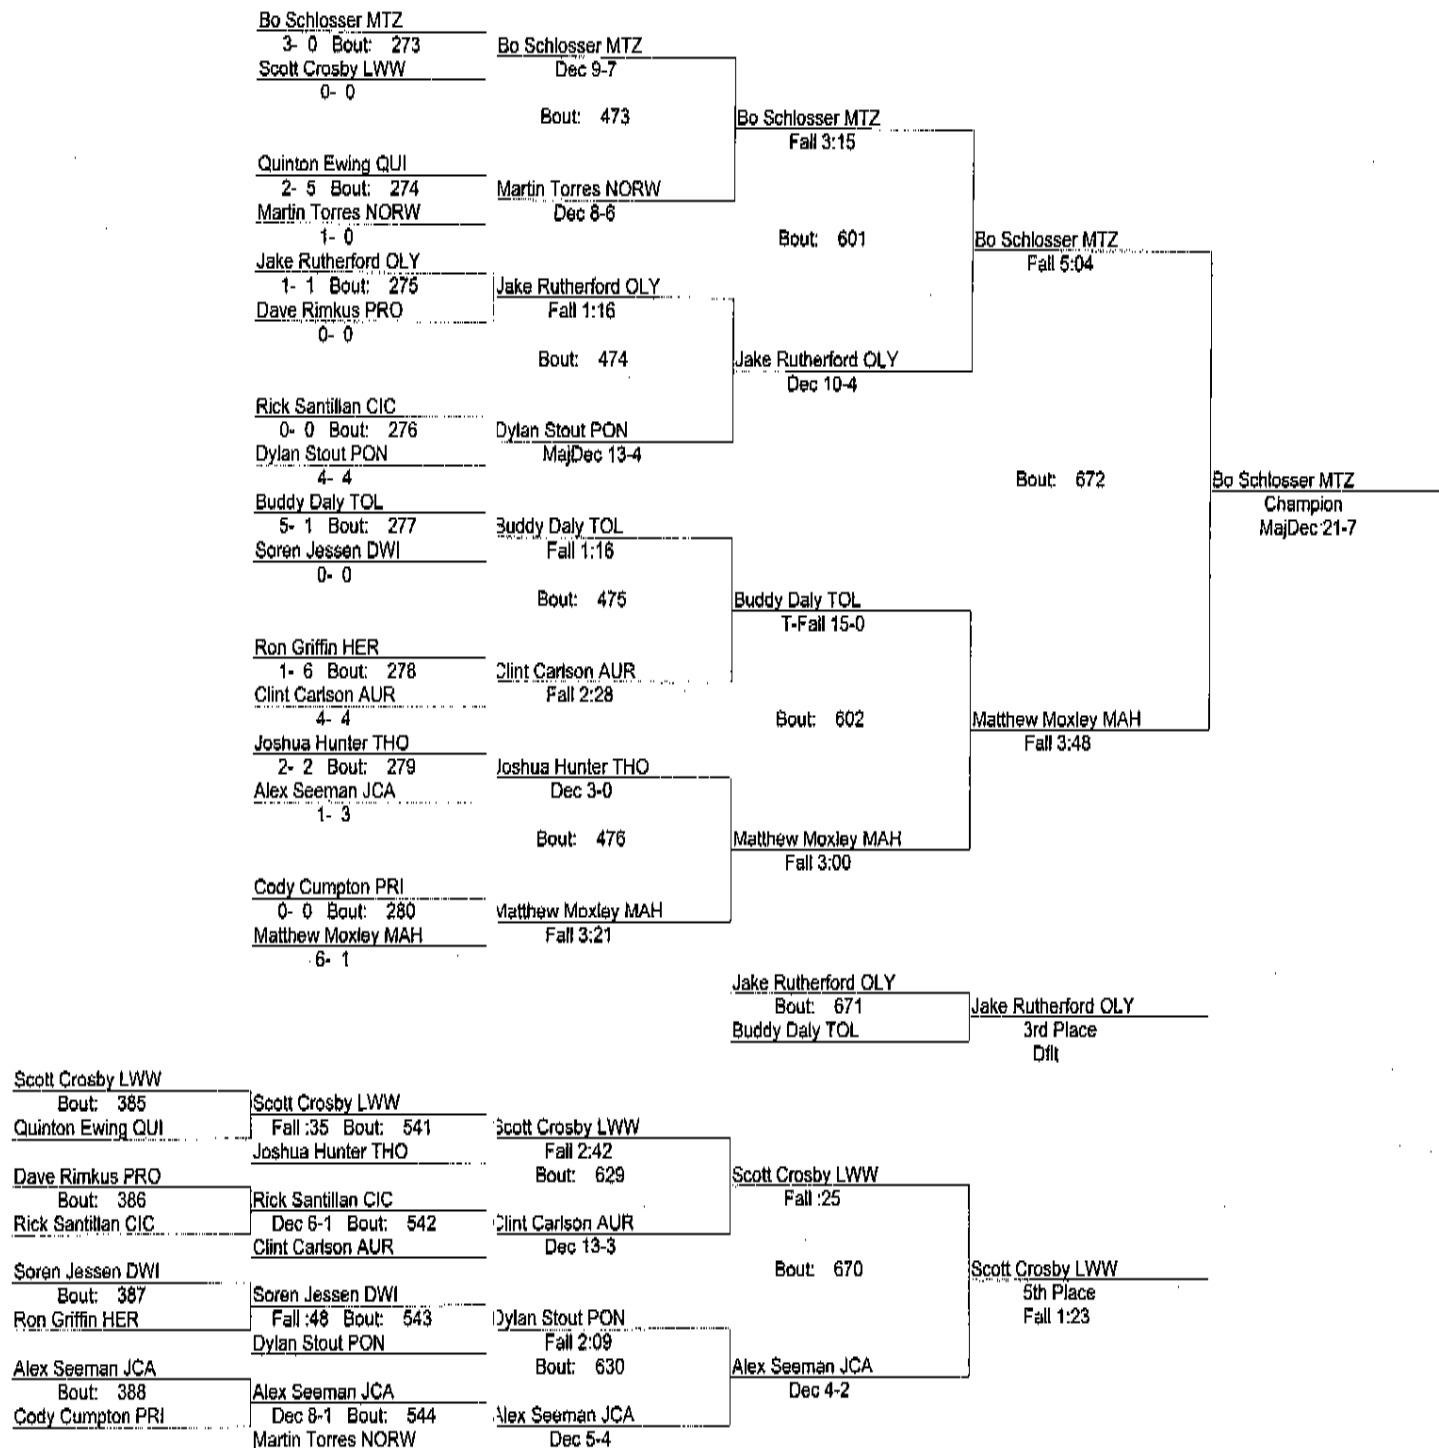 Bo Schlosser MTZ
3- 0 Bout: 273
Scott Crosby LWW
0- 0
Bo Schlosser MTZ
Dec 9-7
Bout: 473
Quinton Ewing QUI
2- 5 Bout: 274
Martin Torres NORW
1- 0
Martin Torres NORW
Dec 8-6
Bo Schlosser MTZ
Fall 3:15
Bout: 601
Jake Rutherford OLY
1- 1 Bout: 275
Dave Rimkus PRO
0- 0
Jake Rutherford OLY
Fall 1:16
Bout: 474
Rick Santillan CIC
0- 0 Bout: 276
Dylan Stout PON
4- 4
Dylan Stout PON
MajDec 13-4
Jake Rutherford OLY
Dec 10-4
Bo Schlosser MTZ
Fall 5:04
Bout: 672
Bo Schlosser MTZ
Champion
MajDec 21-7
Buddy Daly TOL
5- 1 Bout: 277
Soren Jessen DWI
0- 0
Buddy Daly TOL
Fall 1:16
Bout: 475
Ron Griffin HER
1- 6 Bout: 278
Clint Carlson AUR
4- 4
Clint Carlson AUR
Fall 2:28
Buddy Daly TOL
T-Fall 15-0
Bout: 602
Joshua Hunter THO
2- 2 Bout: 279
Alex Seeman JCA
1- 3
Joshua Hunter THO
Dec 3-0
Bout: 476
Cody Cumpton PRI
0- 0 Bout: 280
Matthew Moxley MAH
6- 1
Matthew Moxley MAH
Fall 3:21
Matthew Moxley MAH
Fall 3:00
Matthew Moxley MAH
Fall 3:48
Jake Rutherford OLY
Bout: 671
Buddy Daly TOL
Jake Rutherford OLY
3rd Place
Dflt
Scott Crosby LWW
Bout: 385
Quinton Ewing QUI
Scott Crosby LWW
Fall :35 Bout: 541
Joshua Hunter THO
Scott Crosby LWW
Fall 2:42
Bout: 629
Dave Rimkus PRO
Bout: 386
Rick Santillan CIC
Rick Santillan CIC
Dec 6-1 Bout: 542
Clint Carlson AUR
Clint Carlson AUR
Dec 13-3
Scott Crosby LWW
Fall :25
Bout: 670
Soren Jessen DWI
Bout: 387
Ron Griffin HER
Soren Jessen DWI
Fall :48 Bout: 543
Dylan Stout PON
Dylan Stout PON
Fall 2:09
Bout: 630
Alex Seeman JCA
Bout: 388
Cody Cumpton PRI
Alex Seeman JCA
Dec 8-1 Bout: 544
Martin Torres NORW
Alex Seeman JCA
Dec 5-4
Alex Seeman JCA
Dec 4-2
Scott Crosby LWW
5th Place
Fall 1:23